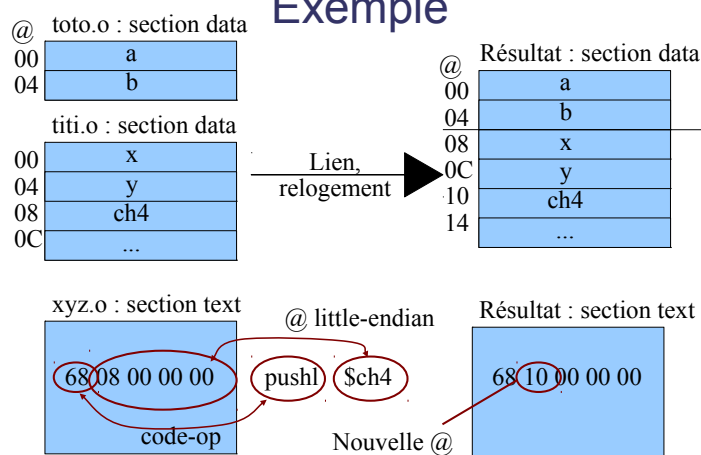 Exemple
@
toto.o : section data
00 a
04 b
titi.o : section data
00 x
04 y
08 ch4
0C ...
Lien,
relogement
@
Résultat : section data
00 a
04 b
08 x
0C y
10 ch4
14 ...
xyz.o : section text
68 08 00 00 00
code-op
@ little-endian
pushl $ch4
Nouvelle @
Résultat : section text
68 10 00 00 00